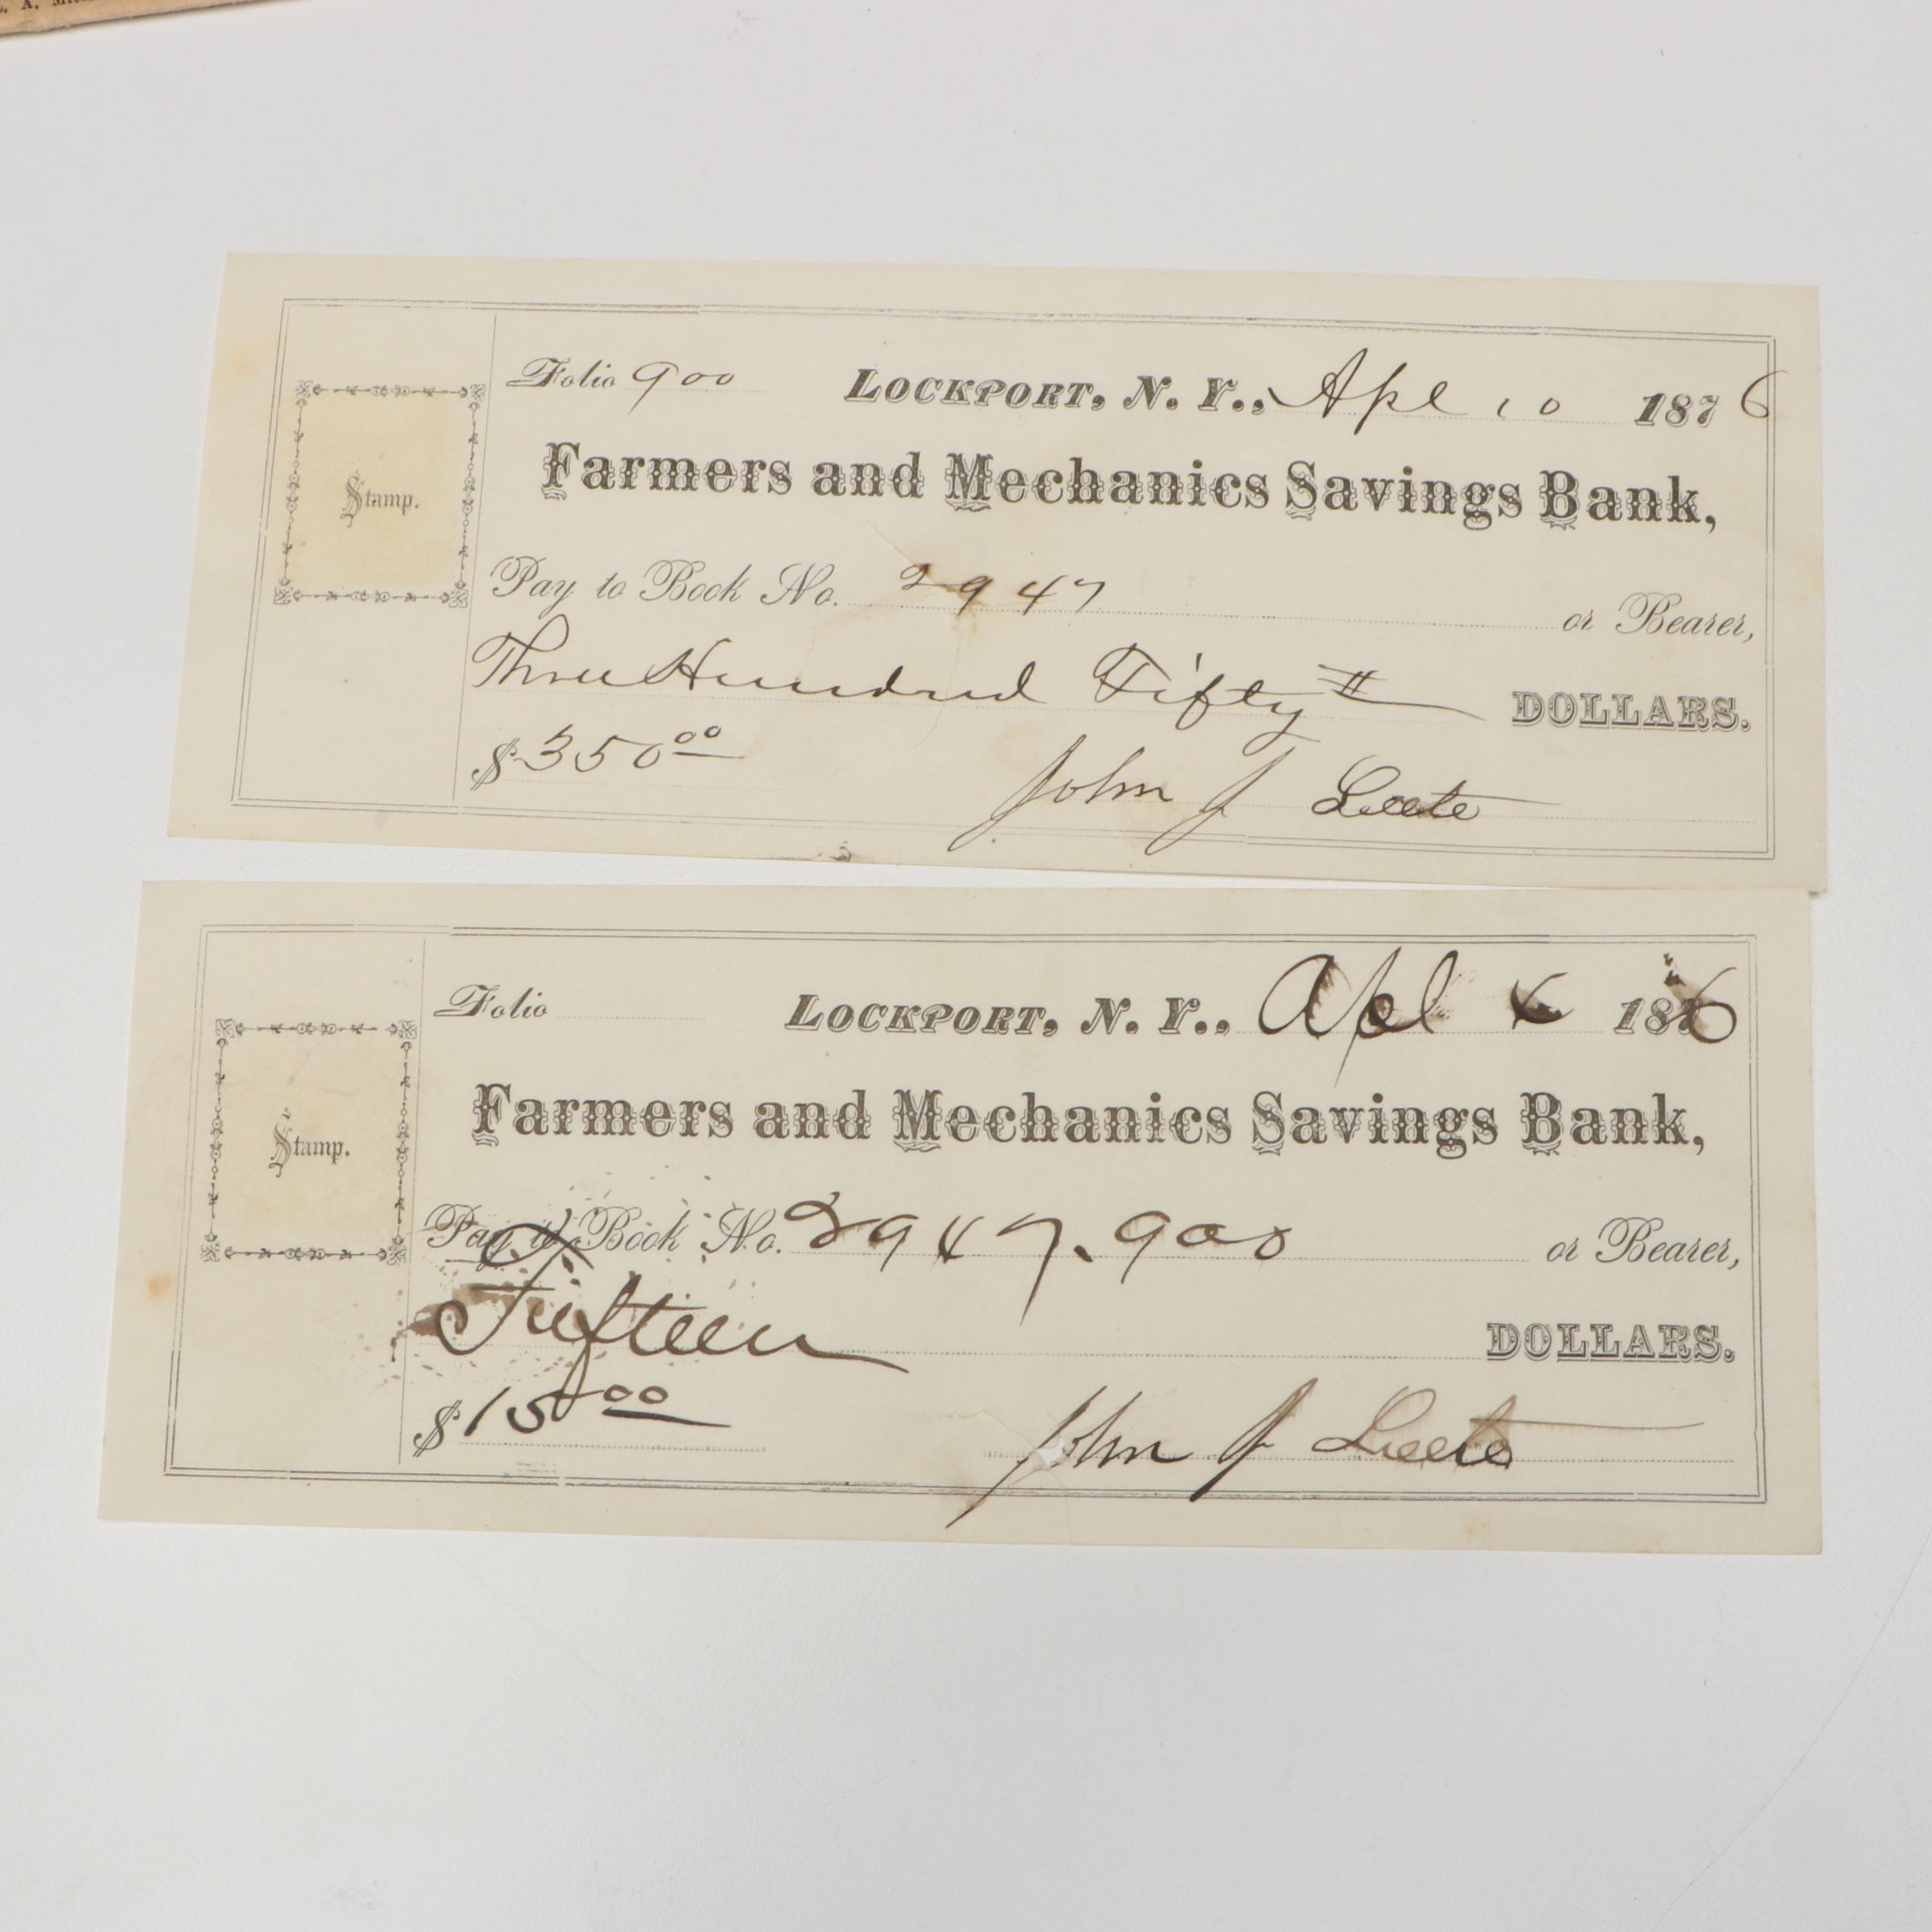 Folio 900 LOCKPORT, N. Y., Apl 10 1876
Farmers and Mechanics Savings Bank,
Stamp.
Pay to Book No. 2947 or Bearer,
Three Hundred Fifty DOLLARS.
$350 00
John J Leete
Folio LOCKPORT, N. Y., Apl 4 1876
Farmers and Mechanics Savings Bank,
Stamp.
Pay to Book No. 2947. 900 or Bearer,
Fifteen DOLLARS.
$15 00
John J Leete